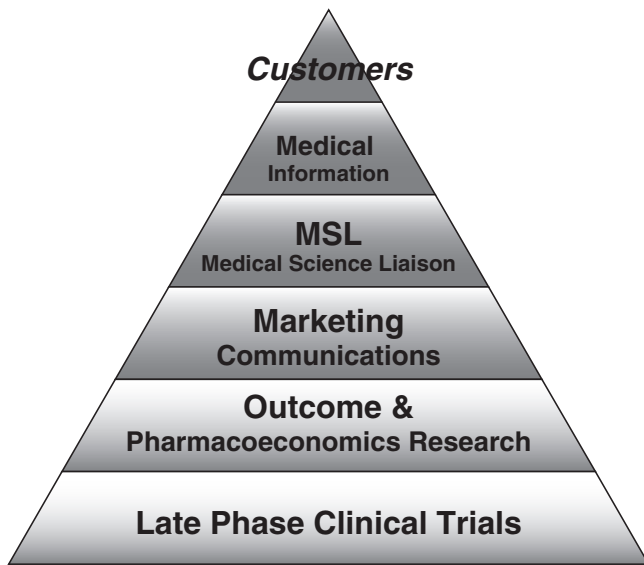 Customers
Medical
Information
MSL
Medical Science Liaison
Marketing
Communications
Outcome &
Pharmacoeconomics Research
Late Phase Clinical Trials